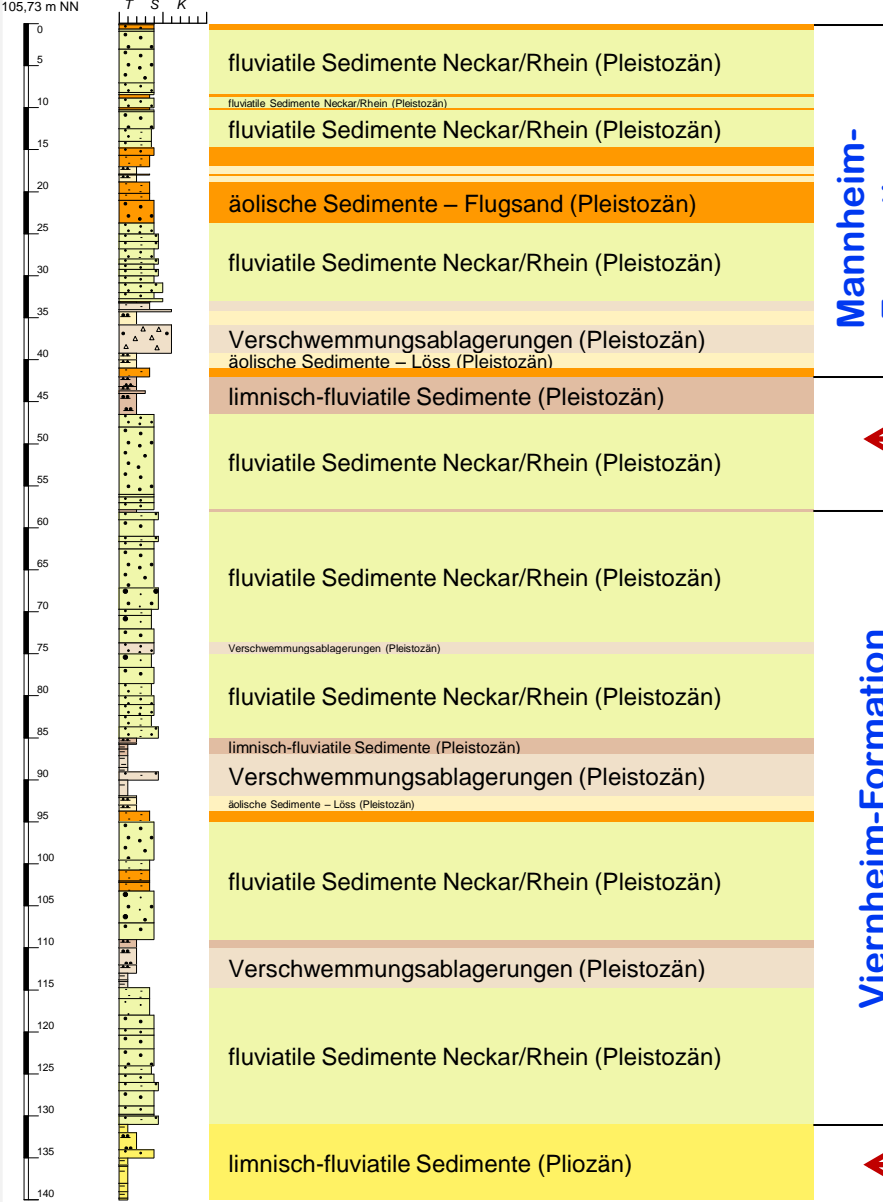 105,73 m NN
T S K
0
5
10
15
20
25
30
35
40
45
50
55
60
65
70
75
80
85
90
95
100
105
110
115
120
125
130
135
140
fluviatile Sedimente Neckar/Rhein (Pleistozän)
fluviatile Sedimente Neckar/Rhein (Pleistozän)
fluviatile Sedimente Neckar/Rhein (Pleistozän)
äolische Sedimente – Flugsand (Pleistozän)
fluviatile Sedimente Neckar/Rhein (Pleistozän)
Verschwemmungsablagerungen (Pleistozän)
äolische Sedimente – Löss (Pleistozän)
limnisch-fluviatile Sedimente (Pleistozän)
fluviatile Sedimente Neckar/Rhein (Pleistozän)
fluviatile Sedimente Neckar/Rhein (Pleistozän)
Verschwemmungsablagerungen (Pleistozän)
fluviatile Sedimente Neckar/Rhein (Pleistozän)
limnisch-fluviatile Sedimente (Pleistozän)
Verschwemmungsablagerungen (Pleistozän)
äolische Sedimente – Löss (Pleistozän)
fluviatile Sedimente Neckar/Rhein (Pleistozän)
Verschwemmungsablagerungen (Pleistozän)
fluviatile Sedimente Neckar/Rhein (Pleistozän)
limnisch-fluviatile Sedimente (Pliozän)
Mannheim-
Viernheim-Formation